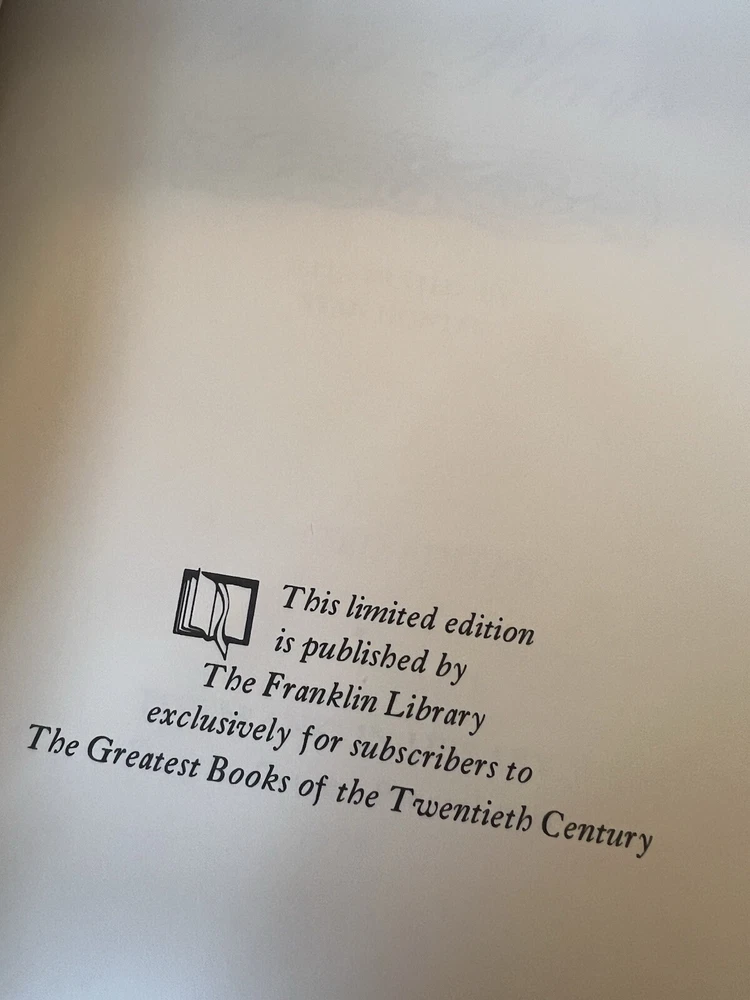 This limited edition
is published by
The Franklin Library
exclusively for subscribers to
The Greatest Books of the Twentieth Century